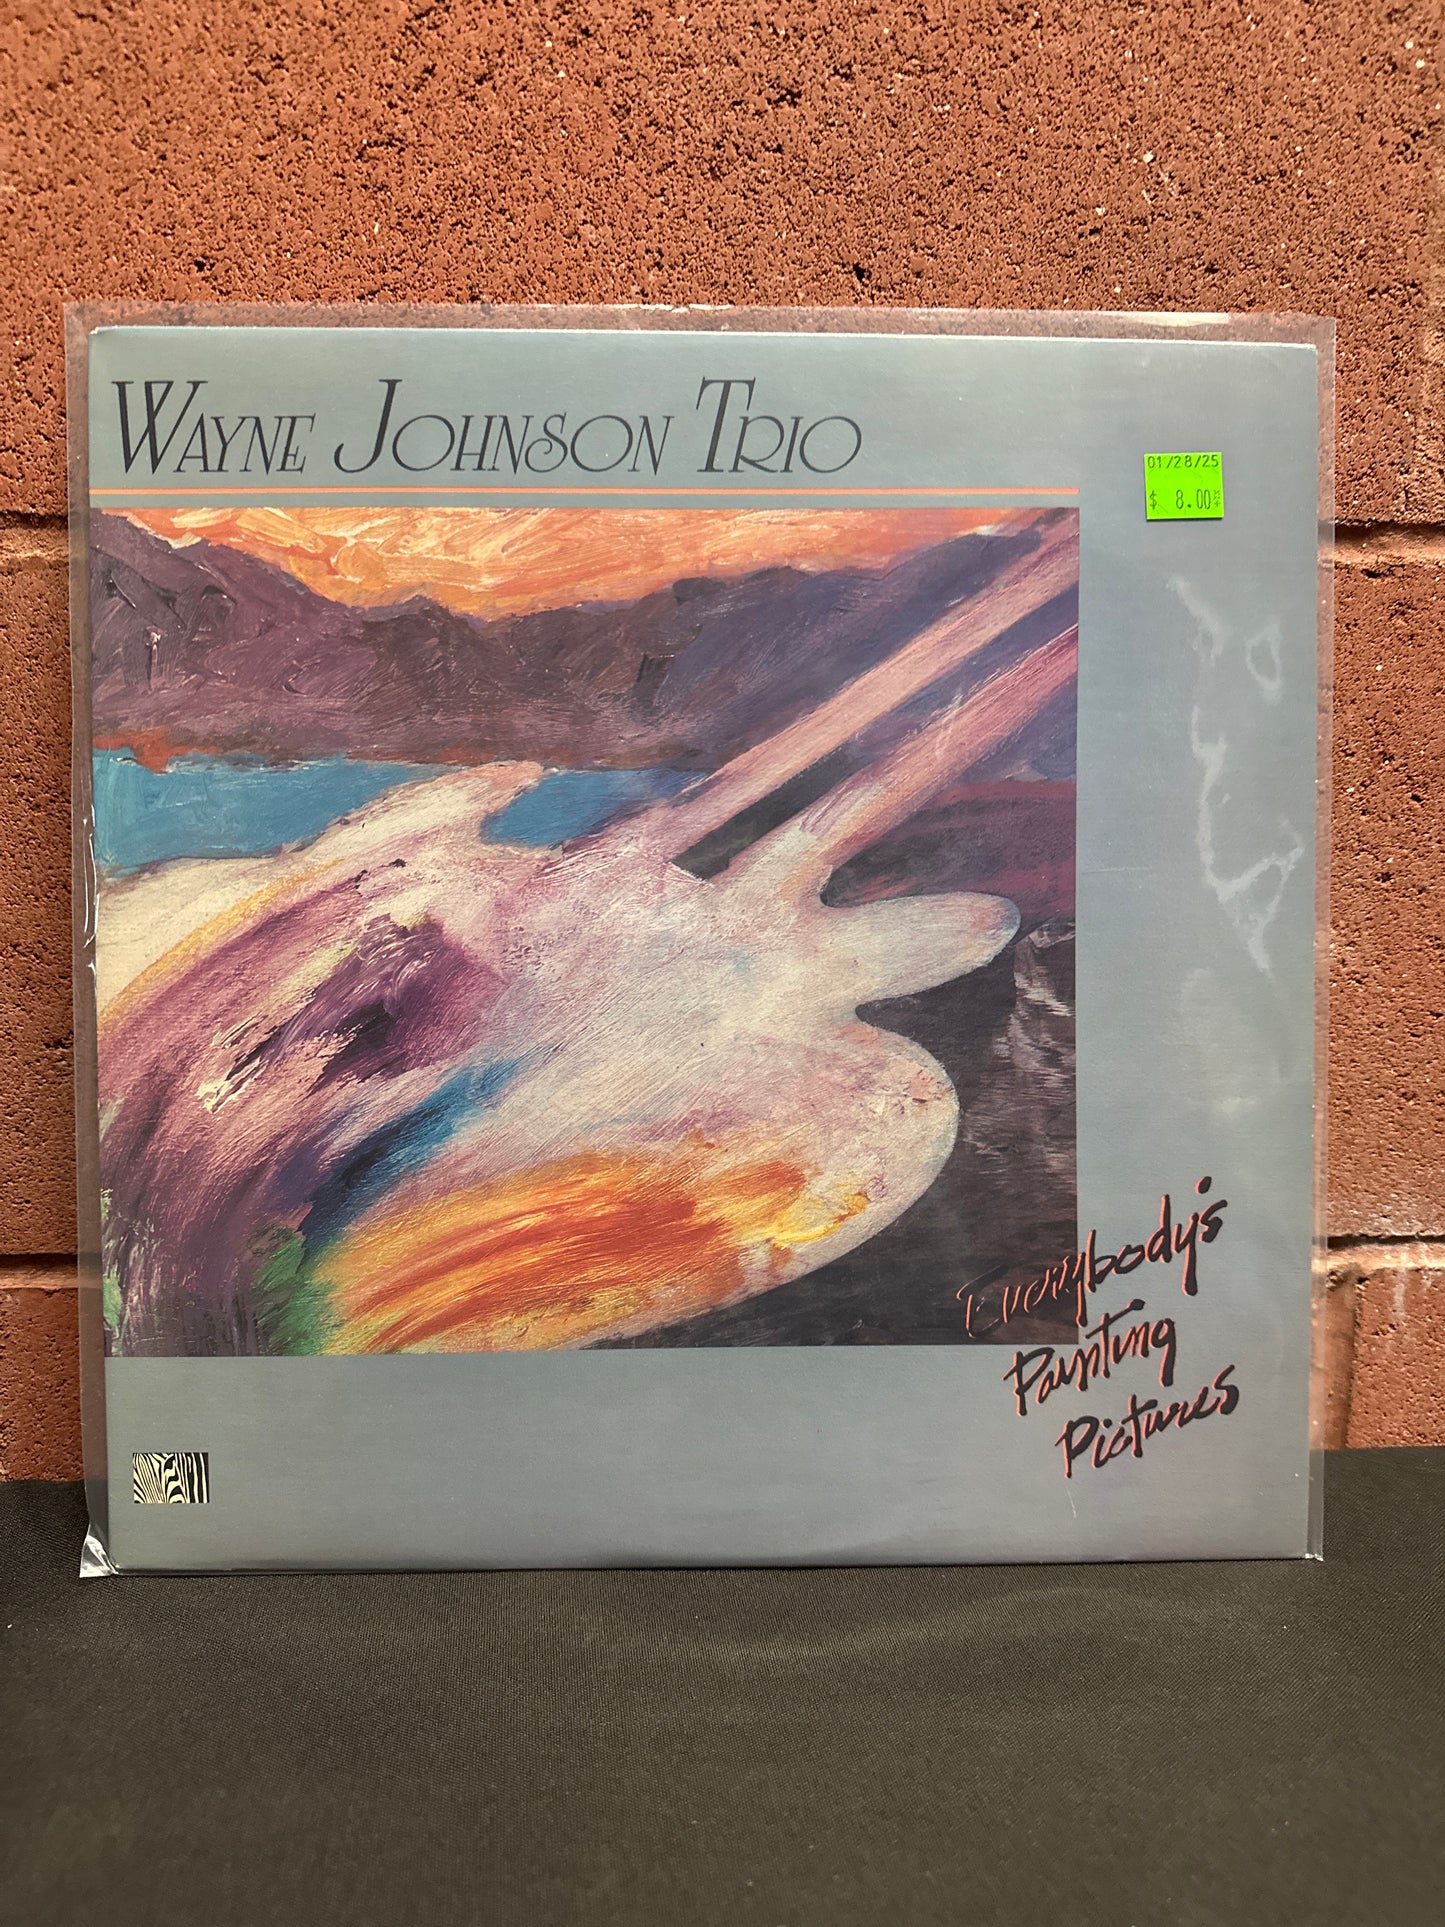 WAYNE JOHNSON TRIO
01/28/25
$ 8.00
Everybody's
Painting
Pictures